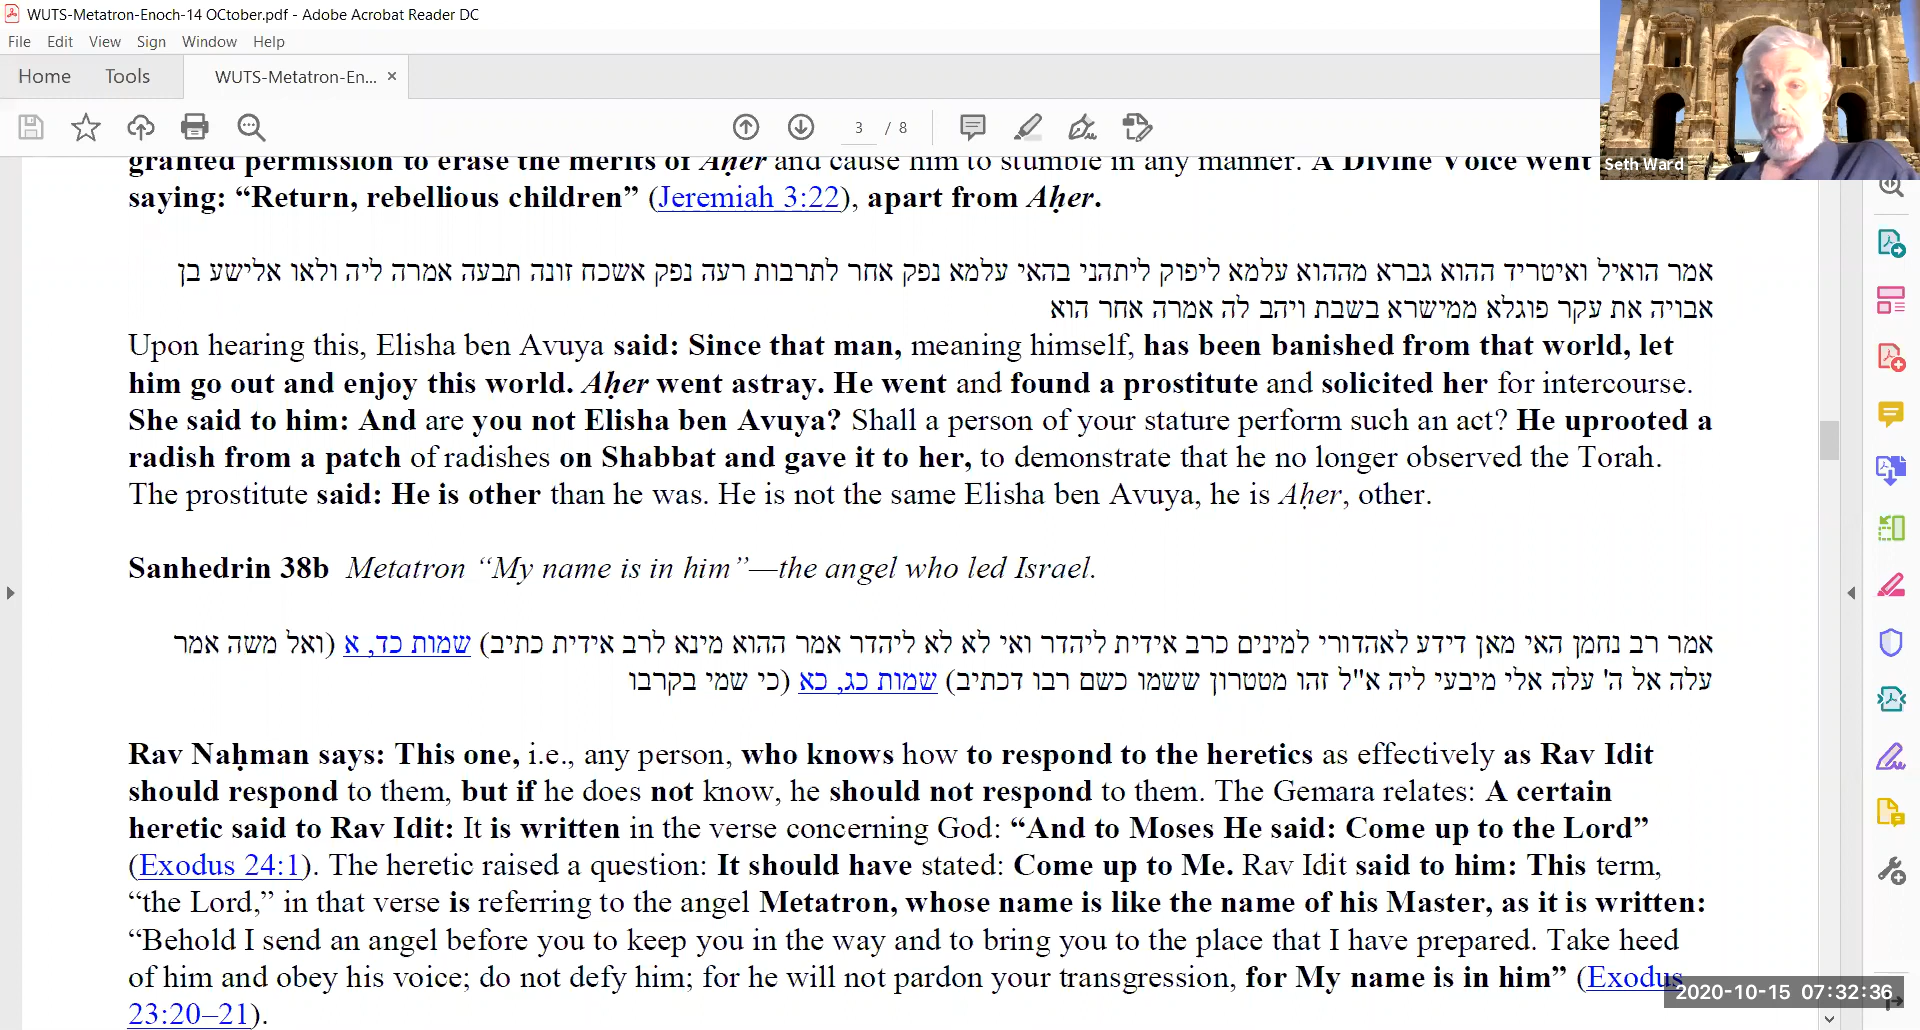 WUTS-Metatron-Enoch-14 OCtober.pdf - Adobe Acrobat Reader DC
File Edit View Sign Window Help
Home Tools WUTS-Metatron-En... ×
3 / 8
Seth Ward
granted permission to erase the merits of Aḥer and cause him to stumble in any manner. A Divine Voice went
saying: “Return, rebellious children” (Jeremiah 3:22), apart from Aḥer.
אמר הואיל ואיטריד ההוא גברא מההוא עלמא ליפוק ליתהני בהאי עלמא נפק אחר לתרבות רעה נפק אשכח זונה תבעה אמרה ליה ולאו אלישע בן
אבויה את עקר פוגלא ממישרא בשבת ויהב לה אמרה אחר הוא
Upon hearing this, Elisha ben Avuya said: Since that man, meaning himself, has been banished from that world, let
him go out and enjoy this world. Aḥer went astray. He went and found a prostitute and solicited her for intercourse.
She said to him: And are you not Elisha ben Avuya? Shall a person of your stature perform such an act? He uprooted a
radish from a patch of radishes on Shabbat and gave it to her, to demonstrate that he no longer observed the Torah.
The prostitute said: He is other than he was. He is not the same Elisha ben Avuya, he is Aḥer, other.
Sanhedrin 38b Metatron “My name is in him”—the angel who led Israel.
אמר רב נחמן האי מאן דידע לאהדורי למינים כרב אידית ליהדר ואי לא לא ליהדר אמר ההוא מינא לרב אידית כתיב) שמות כד, א (ואל משה אמר
עלה אל ה' עלה אלי מיבעי ליה א"ל זהו מטטרון ששמו כשם רבו דכתיב) שמות כג, כא (כי שמי בקרבו
Rav Naḥman says: This one, i.e., any person, who knows how to respond to the heretics as effectively as Rav Idit
should respond to them, but if he does not know, he should not respond to them. The Gemara relates: A certain
heretic said to Rav Idit: It is written in the verse concerning God: “And to Moses He said: Come up to the Lord”
(Exodus 24:1). The heretic raised a question: It should have stated: Come up to Me. Rav Idit said to him: This term,
“the Lord,” in that verse is referring to the angel Metatron, whose name is like the name of his Master, as it is written:
“Behold I send an angel before you to keep you in the way and to bring you to the place that I have prepared. Take heed
of him and obey his voice; do not defy him; for he will not pardon your transgression, for My name is in him” (Exodus
23:20–21).
2020-10-15 07:32:36